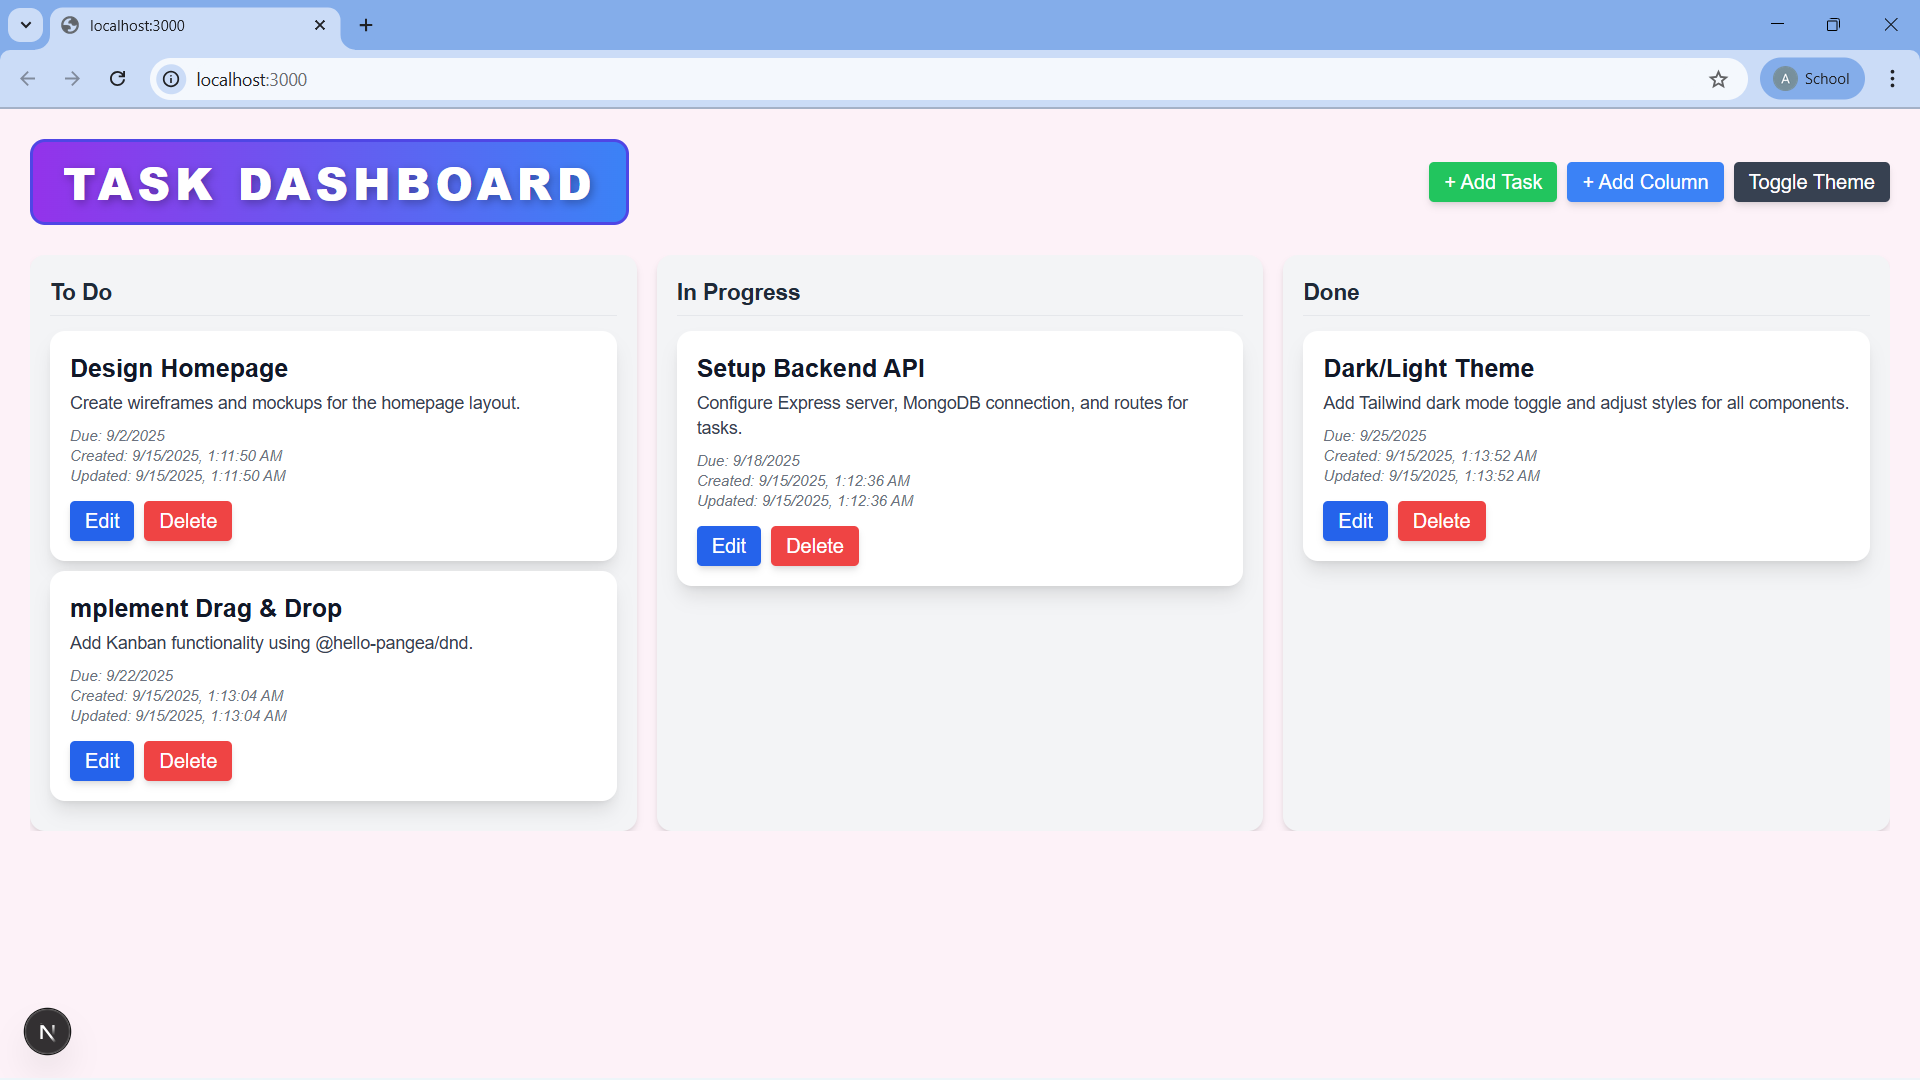 localhost:3000
localhost:3000
A School
TASK DASHBOARD
+ Add Task
+ Add Column
Toggle Theme
To Do
Design Homepage
Create wireframes and mockups for the homepage layout.
Due: 9/2/2025
Created: 9/15/2025, 1:11:50 AM
Updated: 9/15/2025, 1:11:50 AM
Edit
Delete
mplement Drag & Drop
Add Kanban functionality using @hello-pangea/dnd.
Due: 9/22/2025
Created: 9/15/2025, 1:13:04 AM
Updated: 9/15/2025, 1:13:04 AM
Edit
Delete
In Progress
Setup Backend API
Configure Express server, MongoDB connection, and routes for
tasks.
Due: 9/18/2025
Created: 9/15/2025, 1:12:36 AM
Updated: 9/15/2025, 1:12:36 AM
Edit
Delete
Done
Dark/Light Theme
Add Tailwind dark mode toggle and adjust styles for all components.
Due: 9/25/2025
Created: 9/15/2025, 1:13:52 AM
Updated: 9/15/2025, 1:13:52 AM
Edit
Delete
N